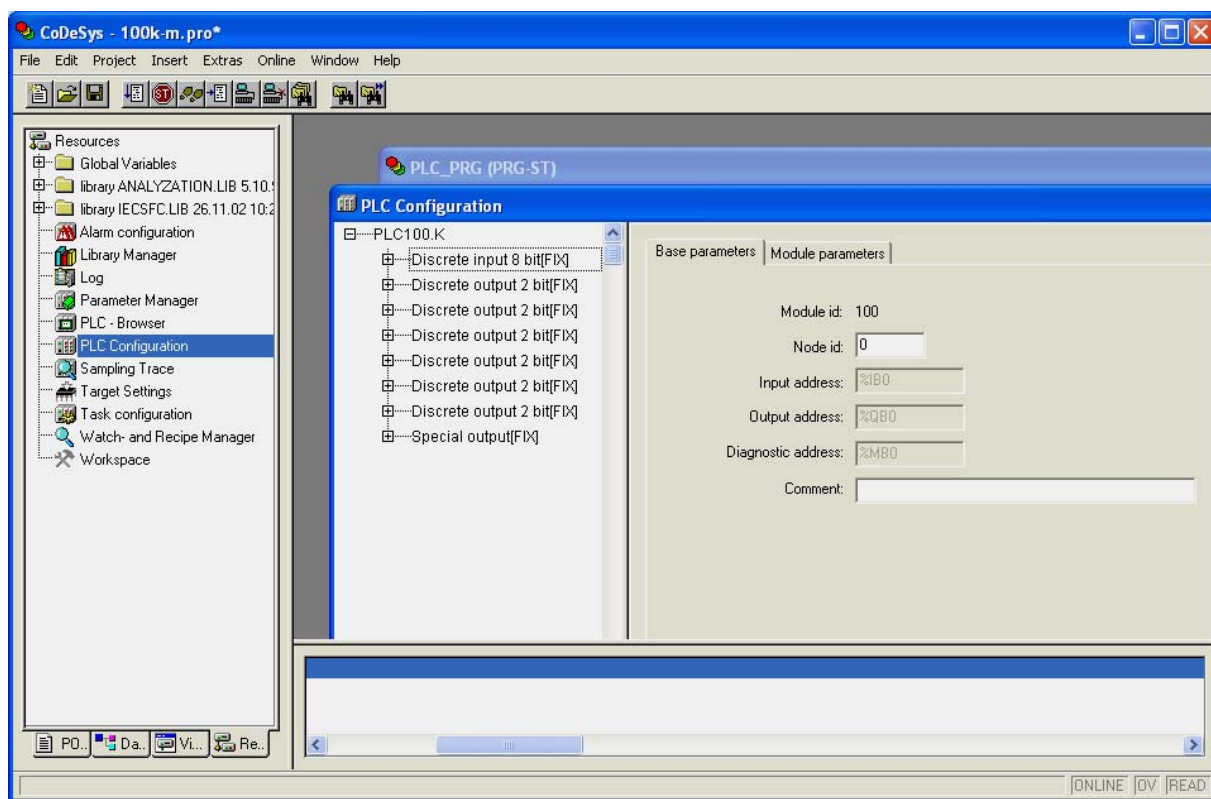 CoDeSys - 100k-m.pro*
File Edit Project Insert Extras Online Window Help
ST
Resources
Global Variables
library ANALYZATION.LIB 5.10.
library IECSFC.LIB 26.11.02 10:2
Alarm configuration
Library Manager
Log
Parameter Manager
PLC - Browser
PLC Configuration
Sampling Trace
Target Settings
Task configuration
Watch- and Recipe Manager
Workspace
PO.. Da.. Vi... Re..
PLC_PRG (PRG-ST)
PLC Configuration
PLC100.K
Discrete input 8 bit[FIX]
Discrete output 2 bit[FIX]
Discrete output 2 bit[FIX]
Discrete output 2 bit[FIX]
Discrete output 2 bit[FIX]
Discrete output 2 bit[FIX]
Discrete output 2 bit[FIX]
Special output[FIX]
Base parameters Module parameters
Module id: 100
Node id: 0
Input address: %IB0
Output address: %QB0
Diagnostic address: %MB0
Comment:
ONLINE OV READ